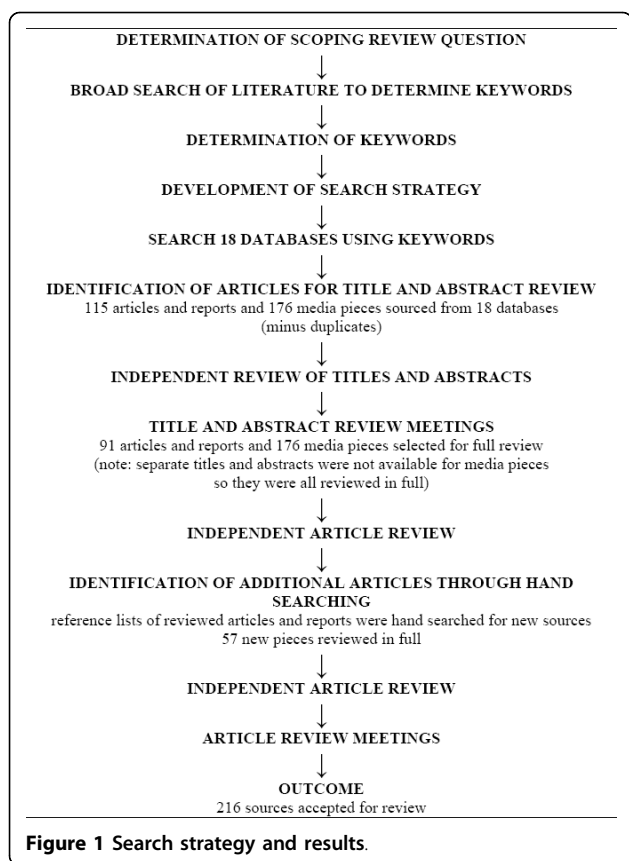 DETERMINATION OF SCOPING REVIEW QUESTION
↓
BROAD SEARCH OF LITERATURE TO DETERMINE KEYWORDS
↓
DETERMINATION OF KEYWORDS
↓
DEVELOPMENT OF SEARCH STRATEGY
↓
SEARCH 18 DATABASES USING KEYWORDS
↓
IDENTIFICATION OF ARTICLES FOR TITLE AND ABSTRACT REVIEW
115 articles and reports and 176 media pieces sourced from 18 databases
(minus duplicates)
↓
INDEPENDENT REVIEW OF TITLES AND ABSTRACTS
↓
TITLE AND ABSTRACT REVIEW MEETINGS
91 articles and reports and 176 media pieces selected for full review
(note: separate titles and abstracts were not available for media pieces
so they were all reviewed in full)
↓
INDEPENDENT ARTICLE REVIEW
↓
IDENTIFICATION OF ADDITIONAL ARTICLES THROUGH HAND
SEARCHING
reference lists of reviewed articles and reports were hand searched for new sources
57 new pieces reviewed in full
↓
INDEPENDENT ARTICLE REVIEW
↓
ARTICLE REVIEW MEETINGS
↓
OUTCOME
216 sources accepted for review
Figure 1 Search strategy and results.